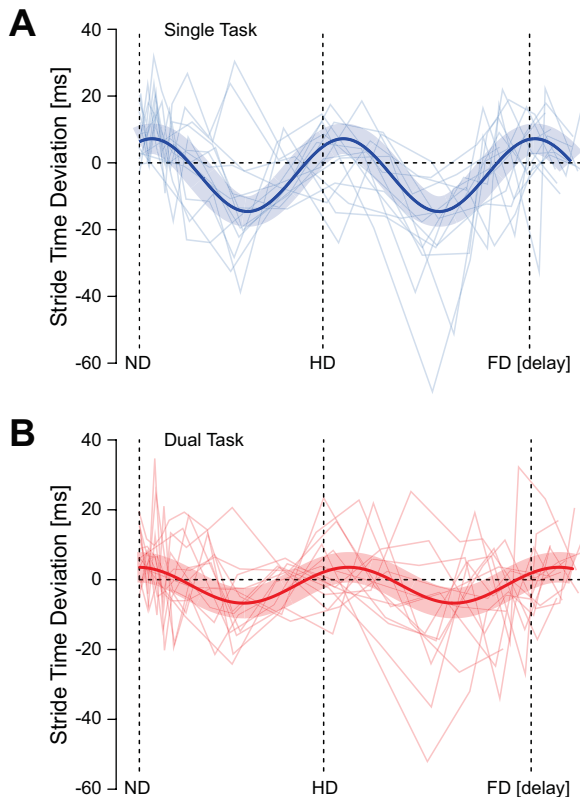 A
Single Task
Stride Time Deviation [ms]
40
20
0
-20
-40
-60
ND
HD
FD [delay]
B
Dual Task
Stride Time Deviation [ms]
40
20
0
-20
-40
-60
ND
HD
FD [delay]